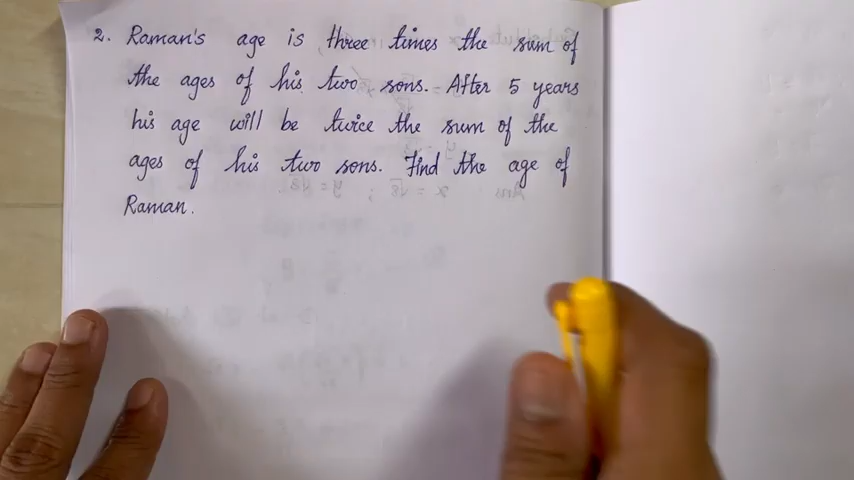 2. Raman's age is three times the sum of
the ages of his two sons. After 5 years
his age will be twice the sum of the
ages of his two sons. Find the age of
Raman.